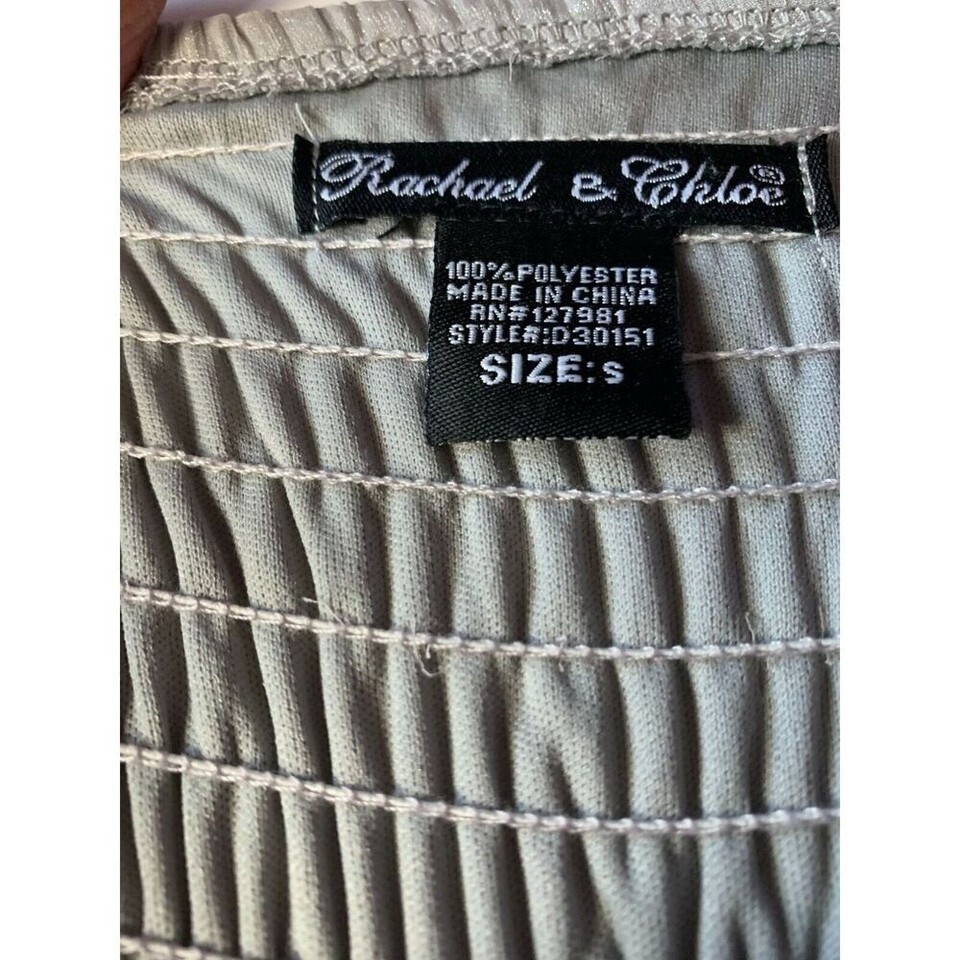 Rachael & Chloe®
100% POLYESTER
MADE IN CHINA
RN#127981
STYLE#:D30151
SIZE:S